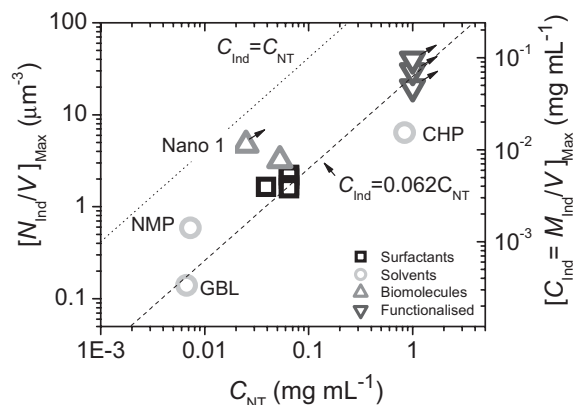 100
10
1
0.1
[N_Ind/V]_Max (μm⁻³)
C_Ind=C_NT
Nano 1
NMP
GBL
CHP
C_Ind=0.062C_NT
Surfactants
Solvents
Biomolecules
Functionalised
10⁻¹
10⁻²
10⁻³
[C_Ind = M_Ind/V]_Max (mg mL⁻¹)
1E-3 0.01 0.1 1
C_NT (mg mL⁻¹)